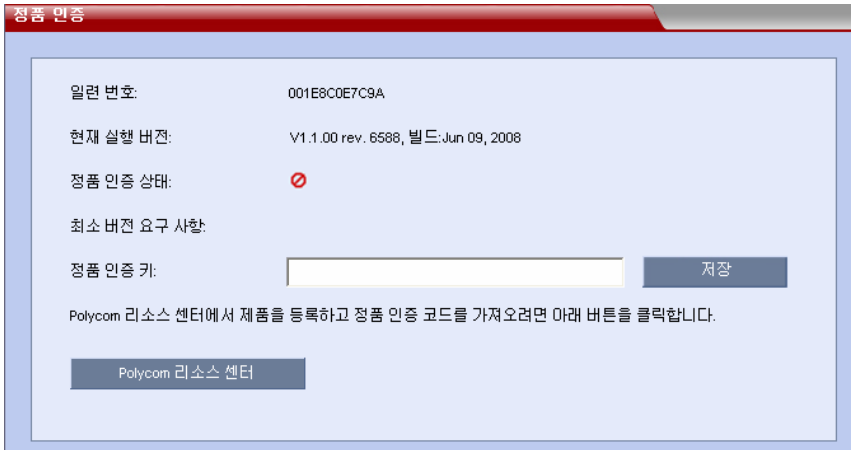 정품 인증
일련 번호: 001E8C0E7C9A
현재 실행 버전: V1.1.00 rev. 6588, 빌드:Jun 09, 2008
정품 인증 상태:
최소 버전 요구 사항:
정품 인증 키: 저장
Polycom 리소스 센터에서 제품을 등록하고 정품 인증 코드를 가져오려면 아래 버튼을 클릭합니다.
Polycom 리소스 센터